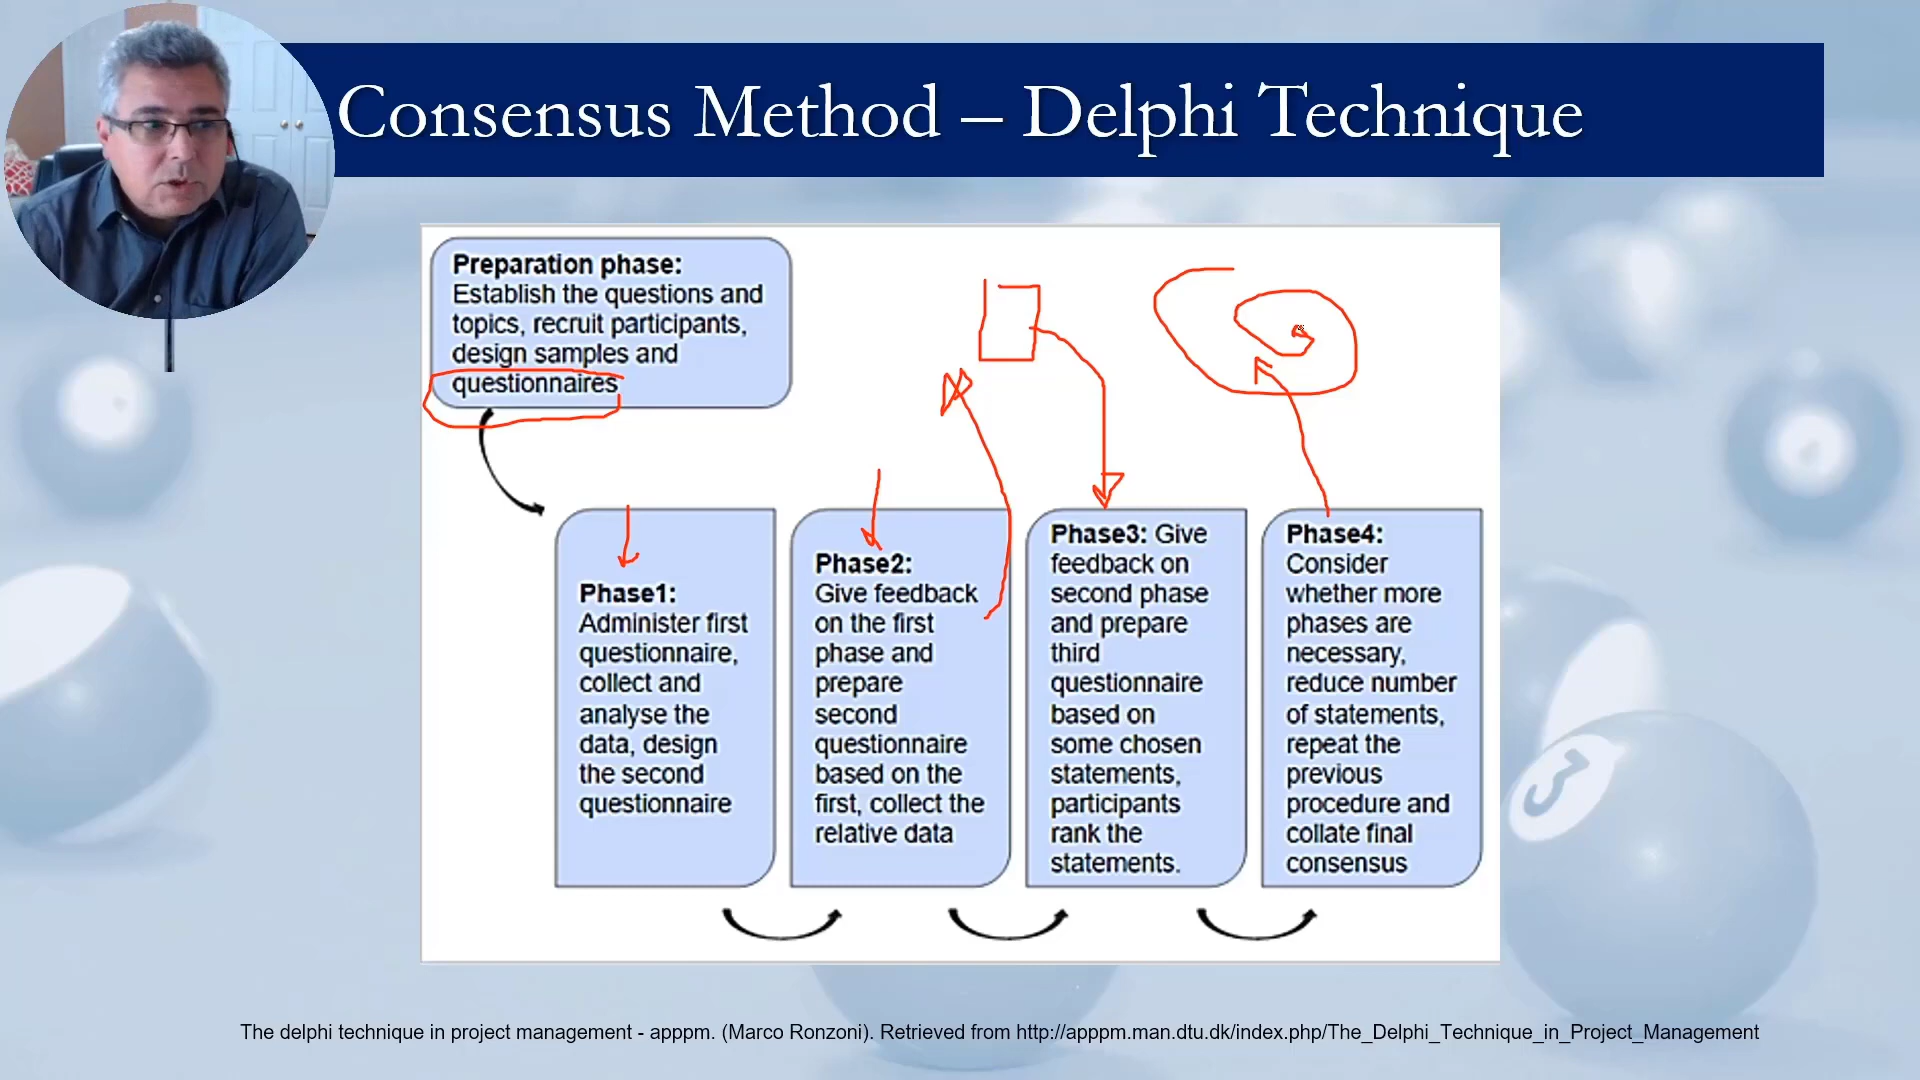 Consensus Method – Delphi Technique
Preparation phase:
Establish the questions and
topics, recruit participants,
design samples and
questionnaires
Phase1:
Administer first
questionnaire,
collect and
analyse the
data, design
the second
questionnaire
Phase2:
Give feedback
on the first
phase and
prepare
second
questionnaire
based on the
first, collect the
relative data
Phase3: Give
feedback on
second phase
and prepare
third
questionnaire
based on
some chosen
statements,
participants
rank the
statements.
Phase4:
Consider
whether more
phases are
necessary,
reduce number
of statements,
repeat the
previous
procedure and
collate final
consensus
3
The delphi technique in project management - apppm. (Marco Ronzoni). Retrieved from http://apppm.man.dtu.dk/index.php/The_Delphi_Technique_in_Project_Management